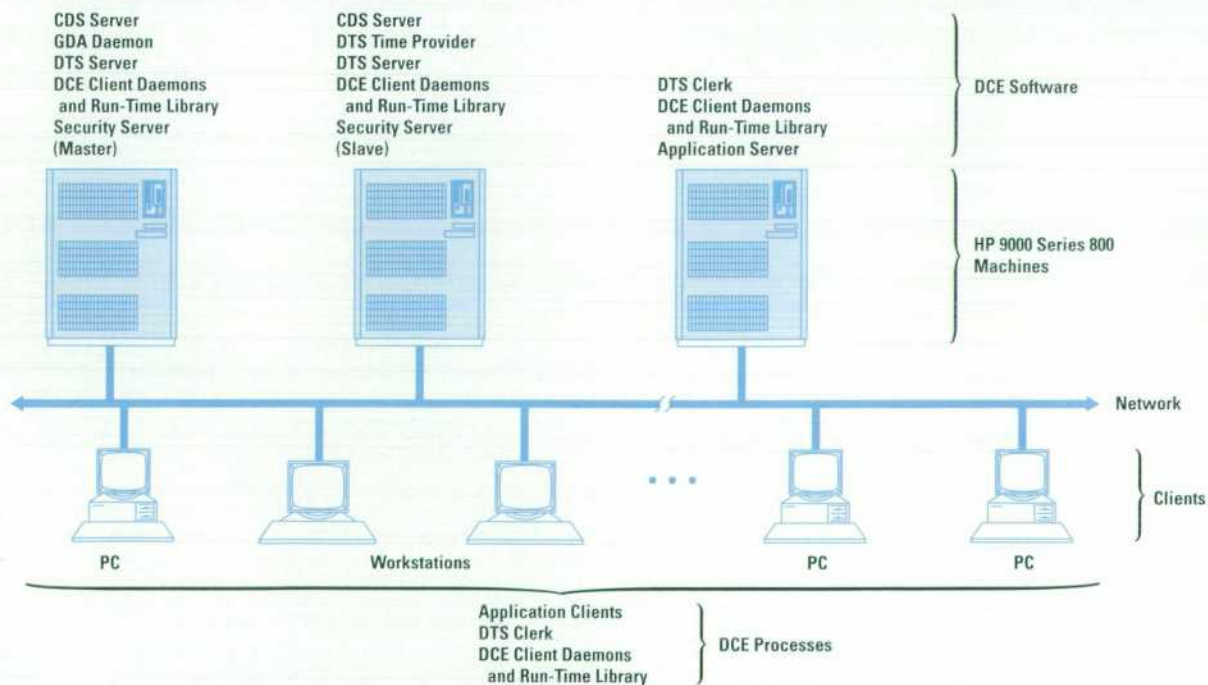 CDS Server
GDA Daemon
DTS Server
DCE Client Daemons
and Run-Time Library
Security Server
(Master)
CDS Server
DTS Time Provider
DTS Server
DCE Client Daemons
and Run-Time Library
Security Server
(Slave)
DTS Clerk
DCE Client Daemons
and Run-Time Library
Application Server
DCE Software
HP 9000 Series 800
Machines
Network
Clients
PC
Workstations
PC
PC
Application Clients
DTS Clerk
DCE Client Daemons
and Run-Time Library
DCE Processes